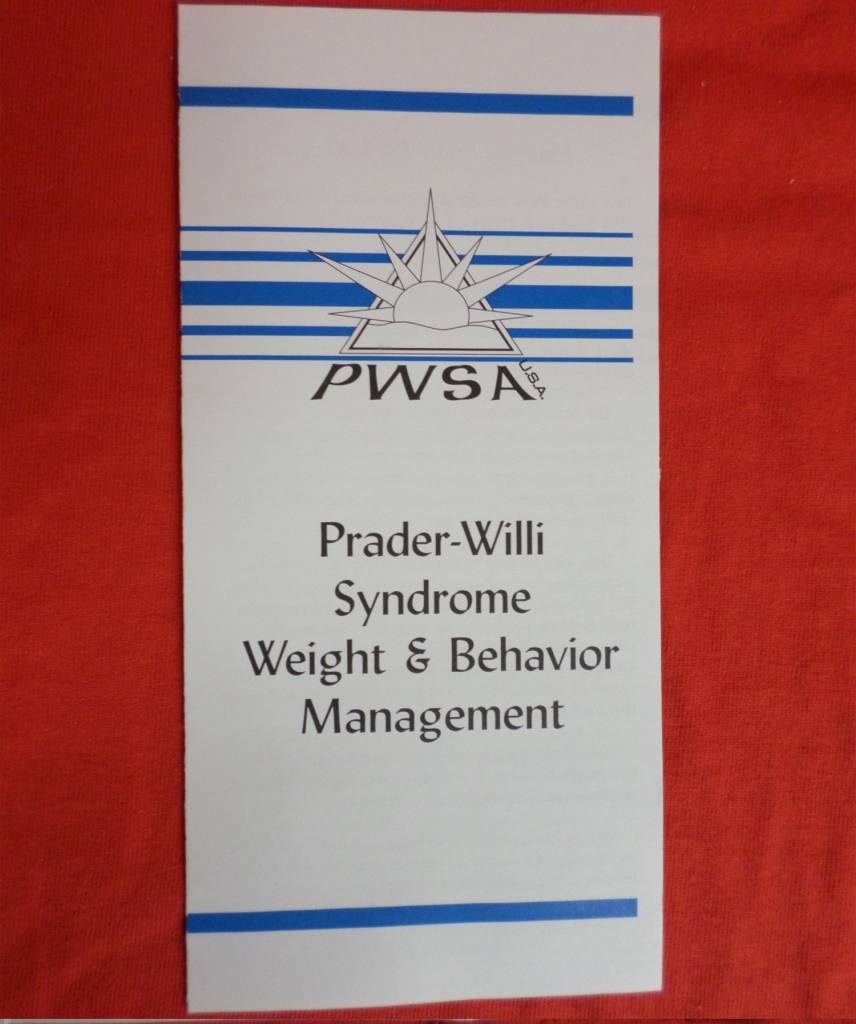 PWSA U.S.A.
Prader-Willi
Syndrome
Weight & Behavior
Management